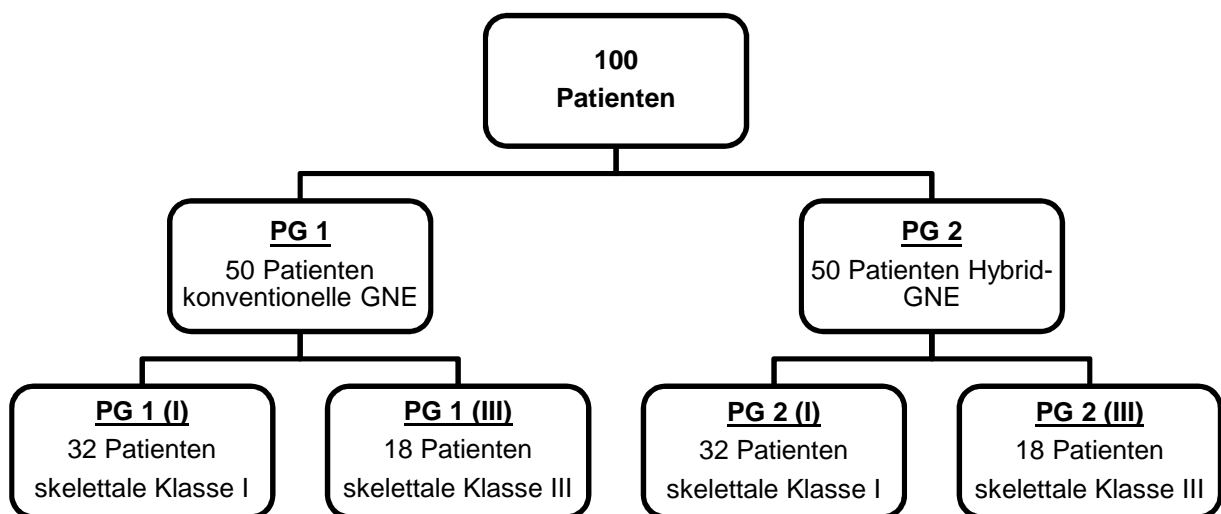 100
Patienten
PG 1
50 Patienten
konventionelle GNE
PG 2
50 Patienten Hybrid-
GNE
PG 1 (I)
32 Patienten
skelettale Klasse I
PG 1 (III)
18 Patienten
skelettale Klasse III
PG 2 (I)
32 Patienten
skelettale Klasse I
PG 2 (III)
18 Patienten
skelettale Klasse III